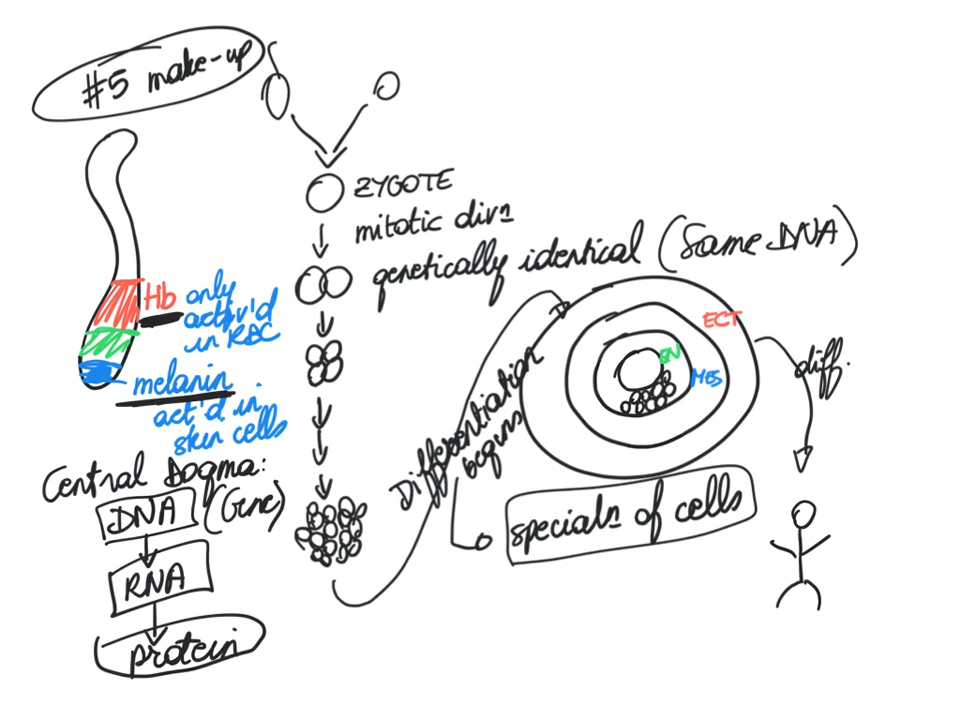 #5 make-up
ZYGOTE
mitotic divn
genetically identical (Same DNA)
Hb only
activ'd
in RBC
melanin
act'd in
skin cells
Central Dogma:
DNA (Gene)
RNA
protein
Differentiation
begins
ECT
EN
MES
diff.
specialn of cells